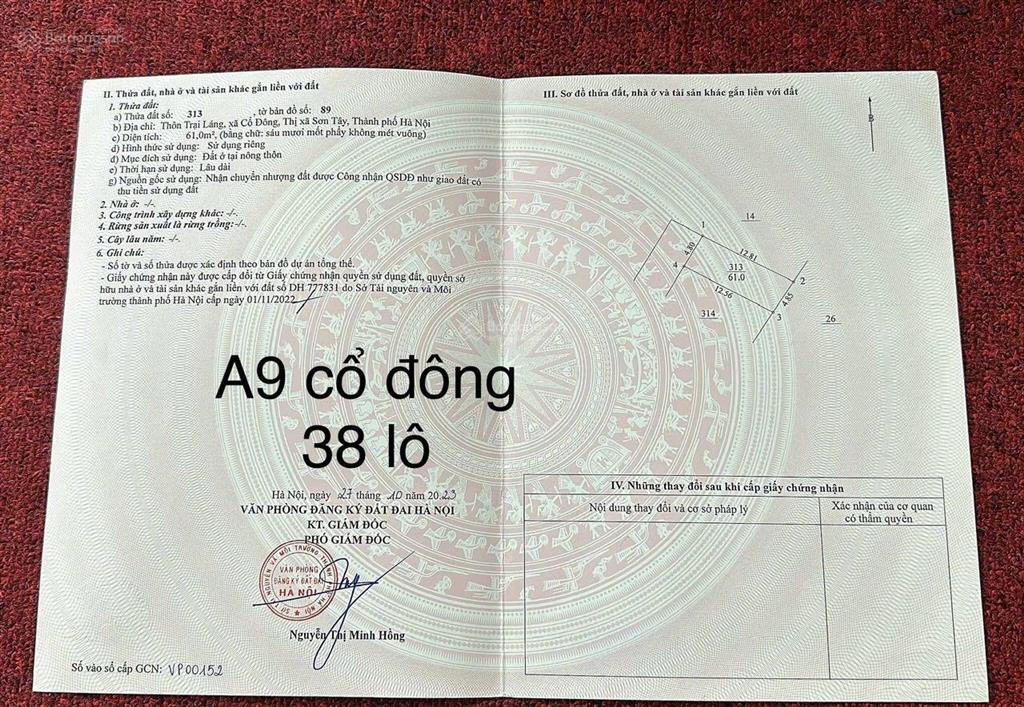 Batdongsan
II. Thửa đất, nhà ở và tài sản khác gắn liền với đất
1. Thửa đất:
a) Thửa đất số: 313 , tờ bản đồ số: 89
b) Địa chỉ: Thôn Trại Láng, xã Cổ Đông, Thị xã Sơn Tây, Thành phố Hà Nội
c) Diện tích: 61,0m², (bằng chữ: sáu mươi mốt phẩy không mét vuông)
d) Hình thức sử dụng: Sử dụng riêng
đ) Mục đích sử dụng: Đất ở tại nông thôn
e) Thời hạn sử dụng: Lâu dài
g) Nguồn gốc sử dụng: Nhận chuyển nhượng đất được Công nhận QSDĐ như giao đất có
thu tiền sử dụng đất
2. Nhà ở: -/-.
3. Công trình xây dựng khác: -/-.
4. Rừng sản xuất là rừng trồng:-/-.
5. Cây lâu năm: -/-.
6. Ghi chú:
- Số tờ và số thửa được xác định theo bản đồ dự án tổng thể.
- Giấy chứng nhận này được cấp đổi từ Giấy chứng nhận quyền sử dụng đất, quyền sở
hữu nhà ở và tài sản khác gắn liền với đất số DH 777831 do Sở Tài nguyên và Môi
trường thành phố Hà Nội cấp ngày 01/11/2022
A9 cổ đông
38 lô
Hà Nội, ngày 27 tháng 10 năm 2023
VĂN PHÒNG ĐĂNG KÝ ĐẤT ĐAI HÀ NỘI
KT. GIÁM ĐỐC
PHÓ GIÁM ĐỐC
VĂN PHÒNG
ĐĂNG KÝ ĐẤT ĐAI
HÀ NỘI
Nguyễn Thị Minh Hồng
Số vào sổ cấp GCN: VP00152
III. Sơ đồ thửa đất, nhà ở và tài sản khác gắn liền với đất
B
14
1
4.80
12.81
4
313
61.0
2
12.56
4.85
314
3
26
IV. Những thay đổi sau khi cấp giấy chứng nhận
Nội dung thay đổi và cơ sở pháp lý
Xác nhận của cơ quan
có thẩm quyền